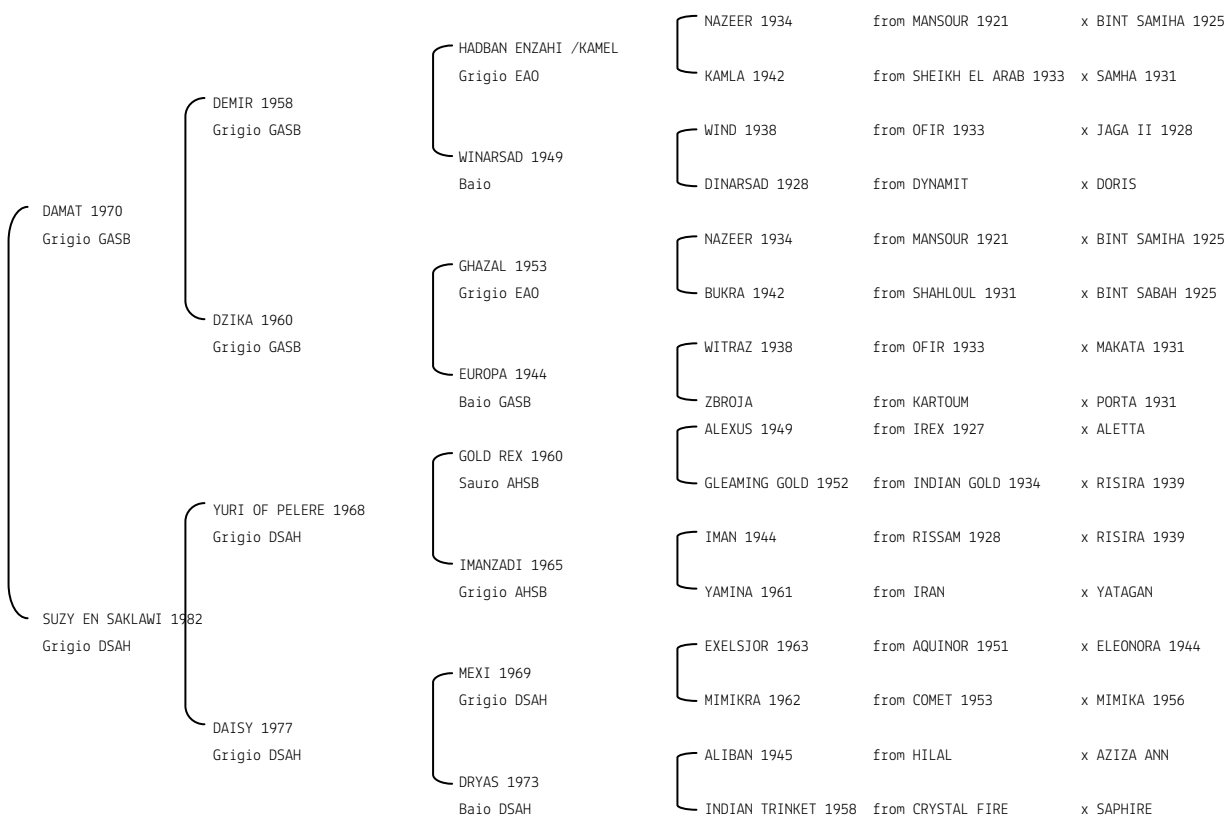 NAZEER 1934 from MANSOUR 1921 x BINT SAMIHA 1925
HADBAN ENZAHI /KAMEL
Grigio EAO KAMLA 1942 from SHEIKH EL ARAB 1933 x SAMHA 1931
DEMIR 1958
Grigio GASB WIND 1938 from OFIR 1933 x JAGA II 1928
WINARSAD 1949
Baio DINARSAD 1928 from DYNAMIT x DORIS
DAMAT 1970
Grigio GASB NAZEER 1934 from MANSOUR 1921 x BINT SAMIHA 1925
GHAZAL 1953
Grigio EAO BUKRA 1942 from SHAHLOUL 1931 x BINT SABAH 1925
DZIKA 1960
Grigio GASB WITRAZ 1938 from OFIR 1933 x MAKATA 1931
EUROPA 1944
Baio GASB ZBROJA from KARTOUM x PORTA 1931
ALEXUS 1949 from IREX 1927 x ALETTA
GOLD REX 1960
Sauro AHSB GLEAMING GOLD 1952 from INDIAN GOLD 1934 x RISIRA 1939
YURI OF PELERE 1968
Grigio DSAH IMAN 1944 from RISSAM 1928 x RISIRA 1939
IMANZADI 1965
Grigio AHSB YAMINA 1961 from IRAN x YATAGAN
SUZY EN SAKLAWI 1982
Grigio DSAH EXELSJOR 1963 from AQUINOR 1951 x ELEONORA 1944
MEXI 1969
Grigio DSAH MIMIKRA 1962 from COMET 1953 x MIMIKA 1956
DAISY 1977
Grigio DSAH ALIBAN 1945 from HILAL x AZIZA ANN
DRYAS 1973
Baio DSAH INDIAN TRINKET 1958 from CRYSTAL FIRE x SAPHIRE